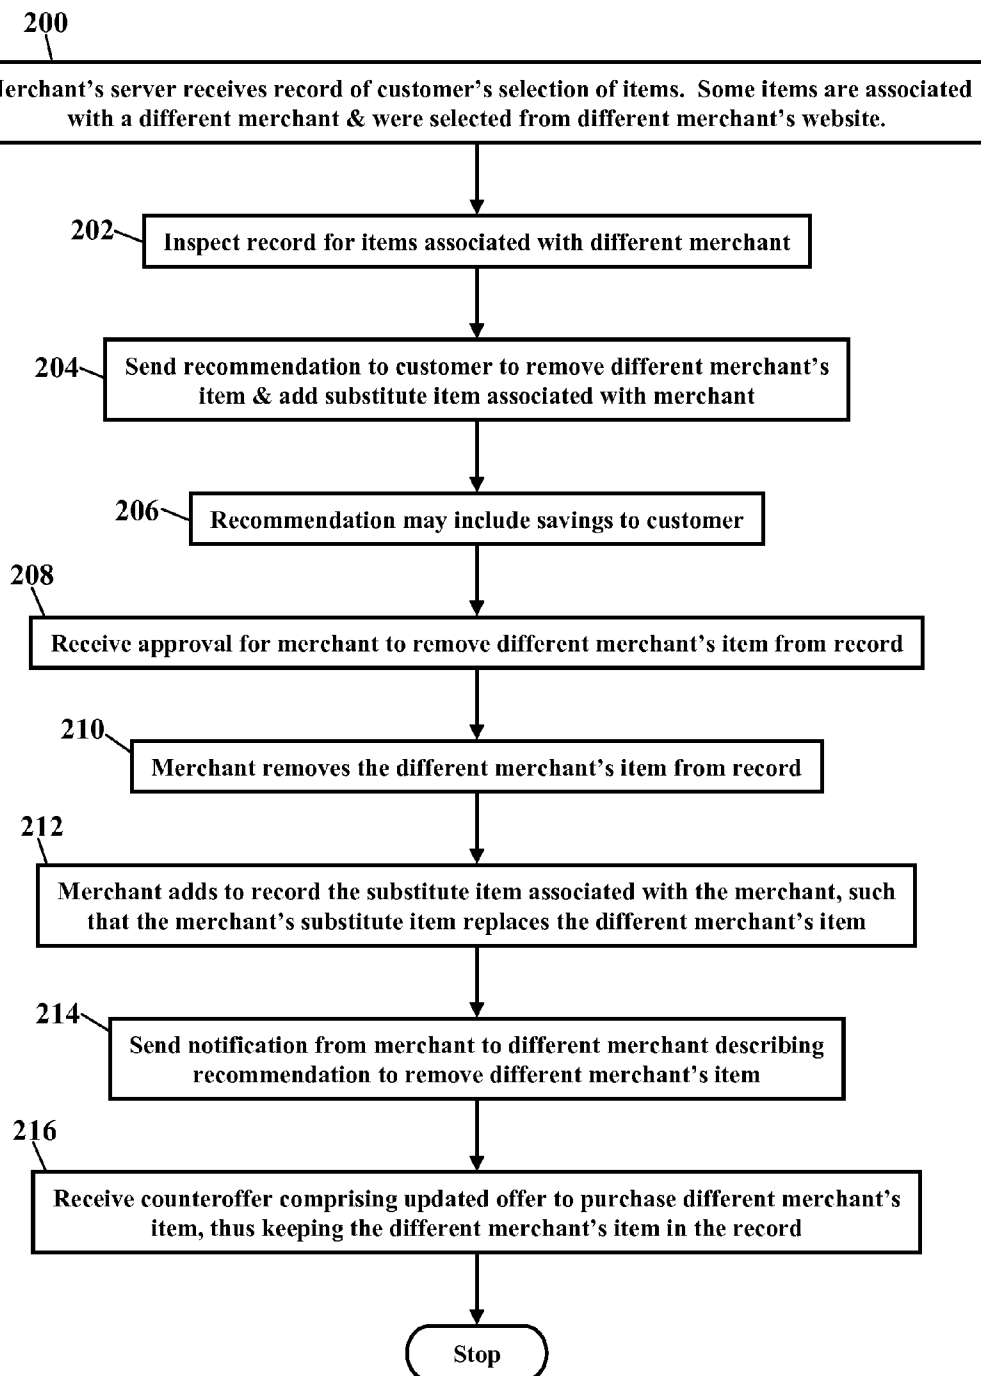 200
Merchant's server receives record of customer's selection of items. Some items are associated
with a different merchant & were selected from different merchant's website.
202
Inspect record for items associated with different merchant
204
Send recommendation to customer to remove different merchant's
item & add substitute item associated with merchant
206
Recommendation may include savings to customer
208
Receive approval for merchant to remove different merchant's item from record
210
Merchant removes the different merchant's item from record
212
Merchant adds to record the substitute item associated with the merchant, such
that the merchant's substitute item replaces the different merchant's item
214
Send notification from merchant to different merchant describing
recommendation to remove different merchant's item
216
Receive counteroffer comprising updated offer to purchase different merchant's
item, thus keeping the different merchant's item in the record
Stop